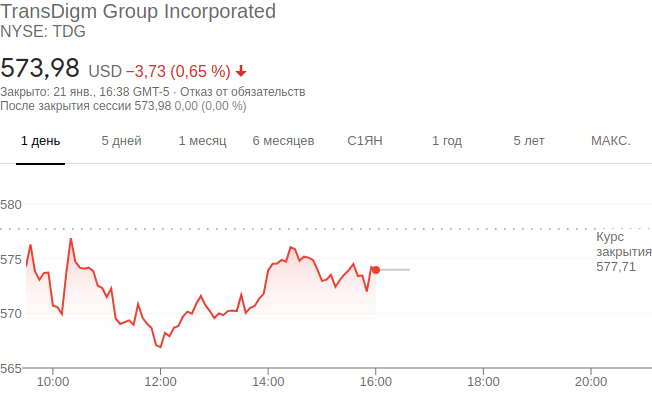 TransDigm Group Incorporated
NYSE: TDG
573,98 USD −3,73 (0,65 %)
Закрыто: 21 янв., 16:38 GMT-5 · Отказ от обязательств
После закрытия сессии 573,98 0,00 (0,00 %)
1 день 5 дней 1 месяц 6 месяцев С1ЯН 1 год 5 лет МАКС.
580
Курс
закрытия
577,71
575
570
565
10:00 12:00 14:00 16:00 18:00 20:00